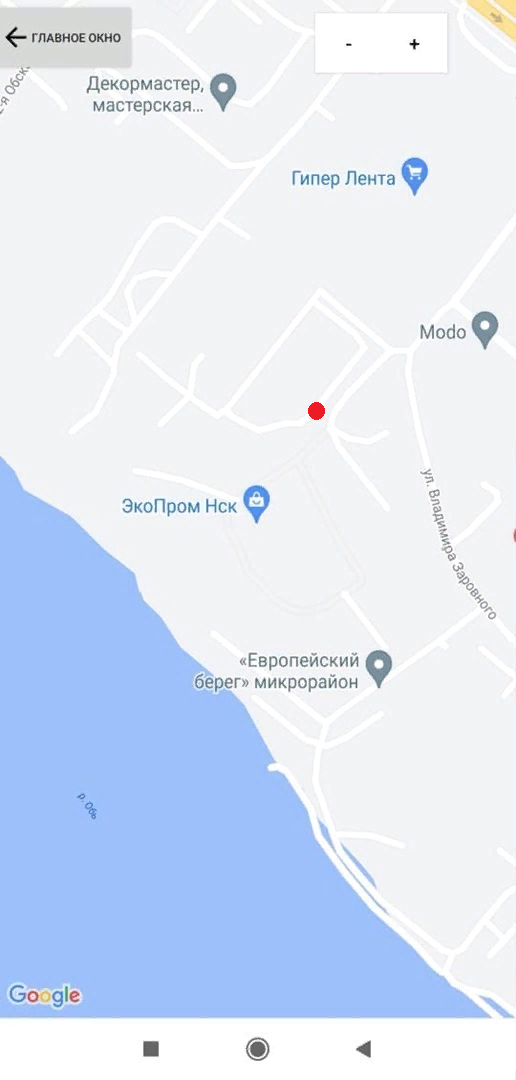 ГЛАВНОЕ ОКНО
-
+
Декормастер,
мастерская...
Гипер Лента
Modo
ул. Владимира Заровного
ЭкоПром Нск
«Европейский
берег» микрорайон
р. Обь
Google